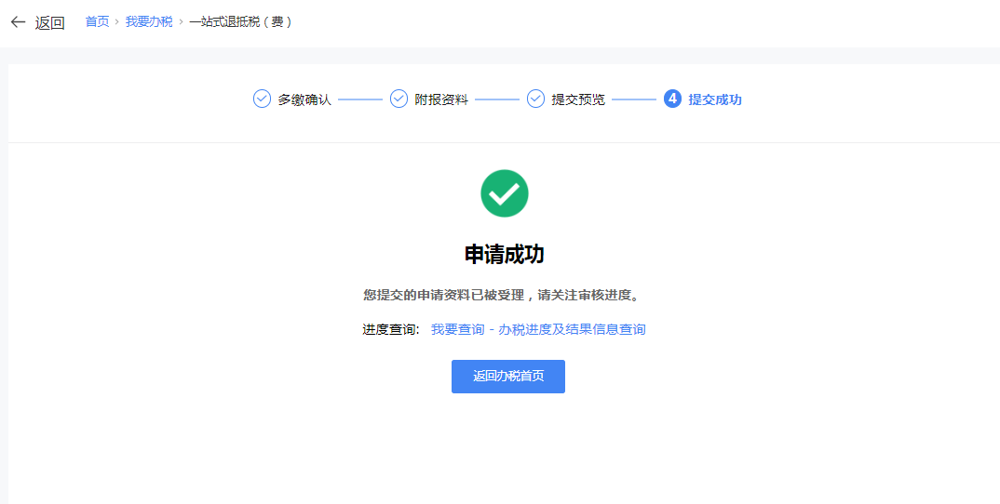 返回 首页 > 我要办税 > 一站式退抵税（费）
多缴确认 附报资料 提交预览 4 提交成功
申请成功
您提交的申请资料已被受理，请关注审核进度。
进度查询: 我要查询 - 办税进度及结果信息查询
返回办税首页